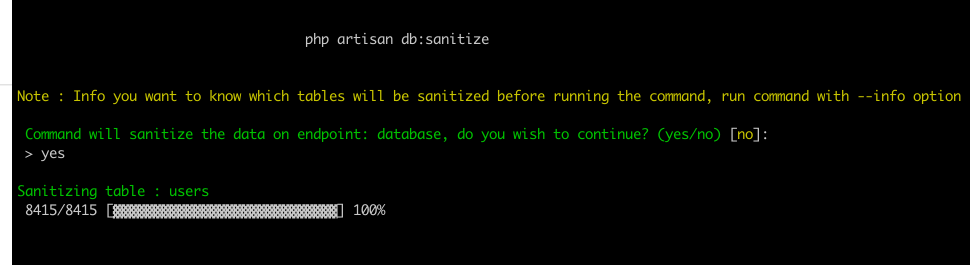 php artisan db:sanitize
Note : Info you want to know which tables will be sanitized before running the command, run command with --info option
Command will sanitize the data on endpoint: database, do you wish to continue? (yes/no) [no]:
> yes
Sanitizing table : users
8415/8415 [▓▓▓▓▓▓▓▓▓▓▓▓▓▓▓▓▓▓▓▓▓▓▓▓▓▓▓▓] 100%